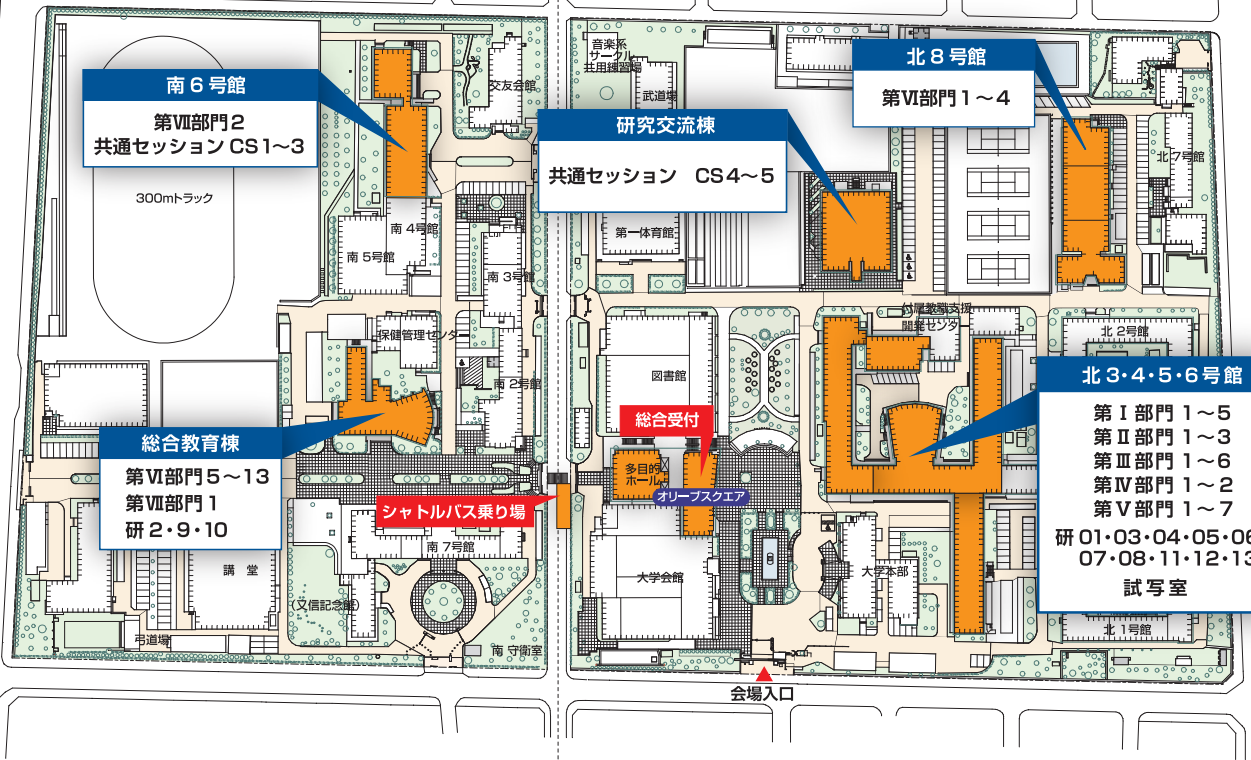 音楽系
サークル
共用練習場
武道場
交友会館
南6号館
第Ⅶ部門2
共通セッション CS1〜3
300mトラック
南 4号館
南 5号館
南 3号館
保健管理センター
南 2号館
研究交流棟
共通セッション CS4〜5
第一体育館
北8号館
第Ⅵ部門1〜4
北 7号館
付属教職支援
開発センター
北 2号館
図書館
総合受付
多目的
ホール
オリーブスクエア
北3・4・5・6号館
第Ⅰ部門 1〜5
第Ⅱ部門 1〜3
第Ⅲ部門 1〜6
第Ⅳ部門 1〜2
第Ⅴ部門 1〜7
研 01・03・04・05・06
07・08・11・12・13
試写室
総合教育棟
第Ⅵ部門5〜13
第Ⅶ部門1
研2・9・10
シャトルバス乗り場
南 7号館
講 堂
(又信記念館)
弓道場
南 守衛室
大学会館
大学本部
北 1号館
会場入口